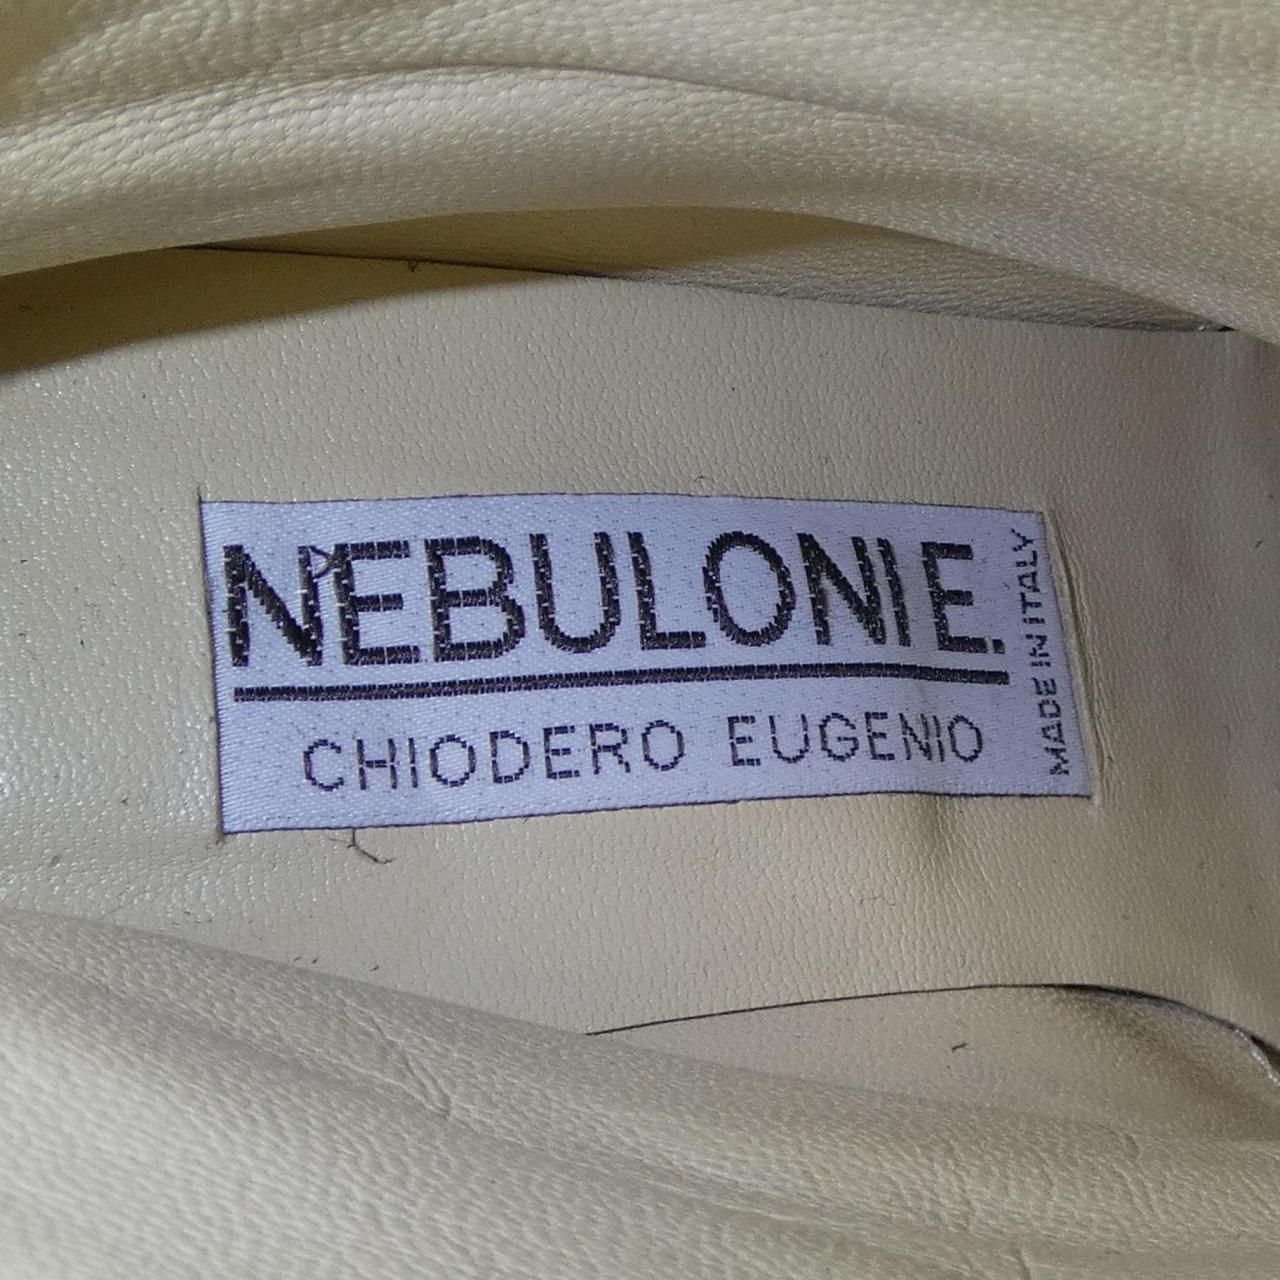 NEBULONI E.
CHIODERO EUGENIO
MADE IN ITALY